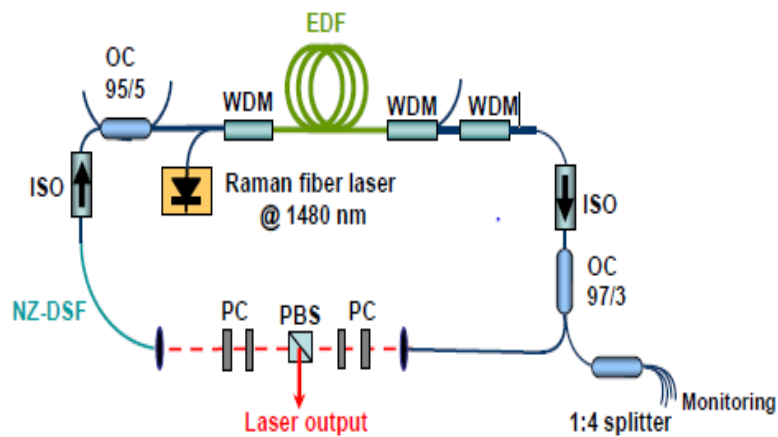 EDF
OC
95/5
WDM
WDM
WDM
ISO
Raman fiber laser
@ 1480 nm
ISO
OC
97/3
NZ-DSF
PC
PBS
PC
Laser output
1:4 splitter
Monitoring